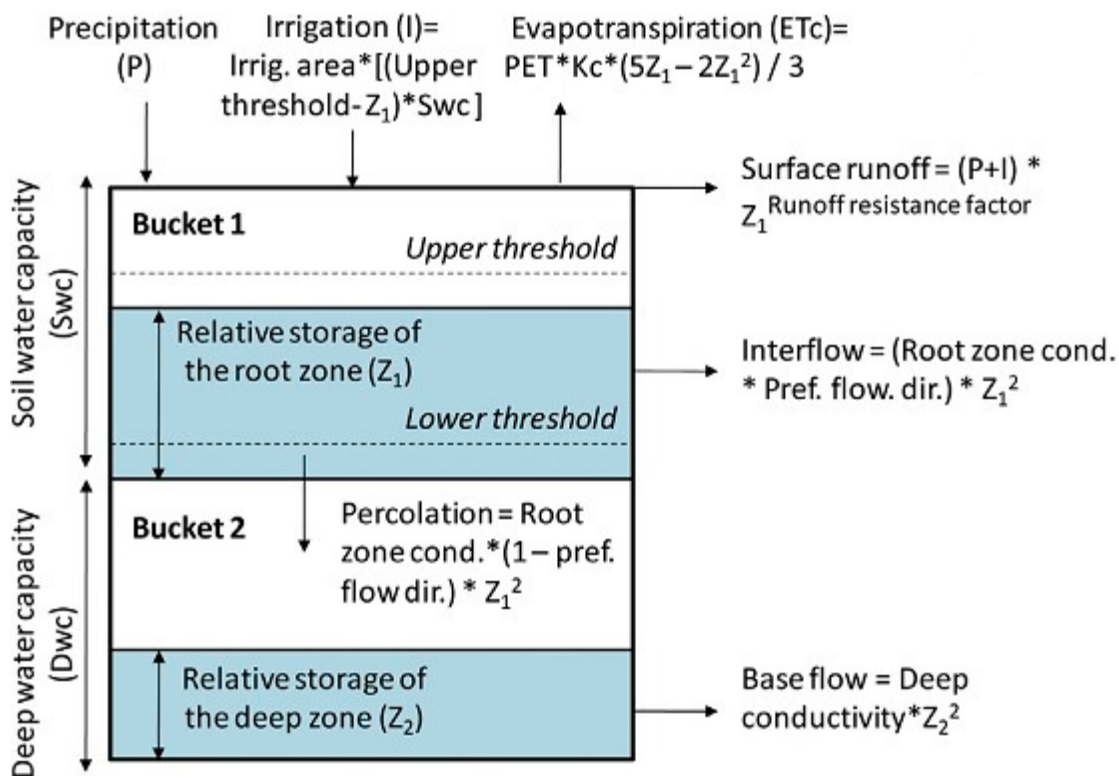 Precipitation
(P)
Irrigation (I)=
Irrig. area*[(Upper
threshold-Z₁)*Swc]
Evapotranspiration (ETc)=
PET*Kc*(5Z₁– 2Z₁²) / 3
Surface runoff = (P+I) *
Z₁^Runoff resistance factor
Soil water capacity
(Swc)
Bucket 1
Upper threshold
Relative storage of
the root zone (Z₁)
Lower threshold
Interflow = (Root zone cond.
* Pref. flow. dir.) * Z₁²
Deep water capacity
(Dwc)
Bucket 2
Percolation = Root
zone cond.*(1 – pref.
flow dir.) * Z₁²
Relative storage of
the deep zone (Z₂)
Base flow = Deep
conductivity*Z₂²